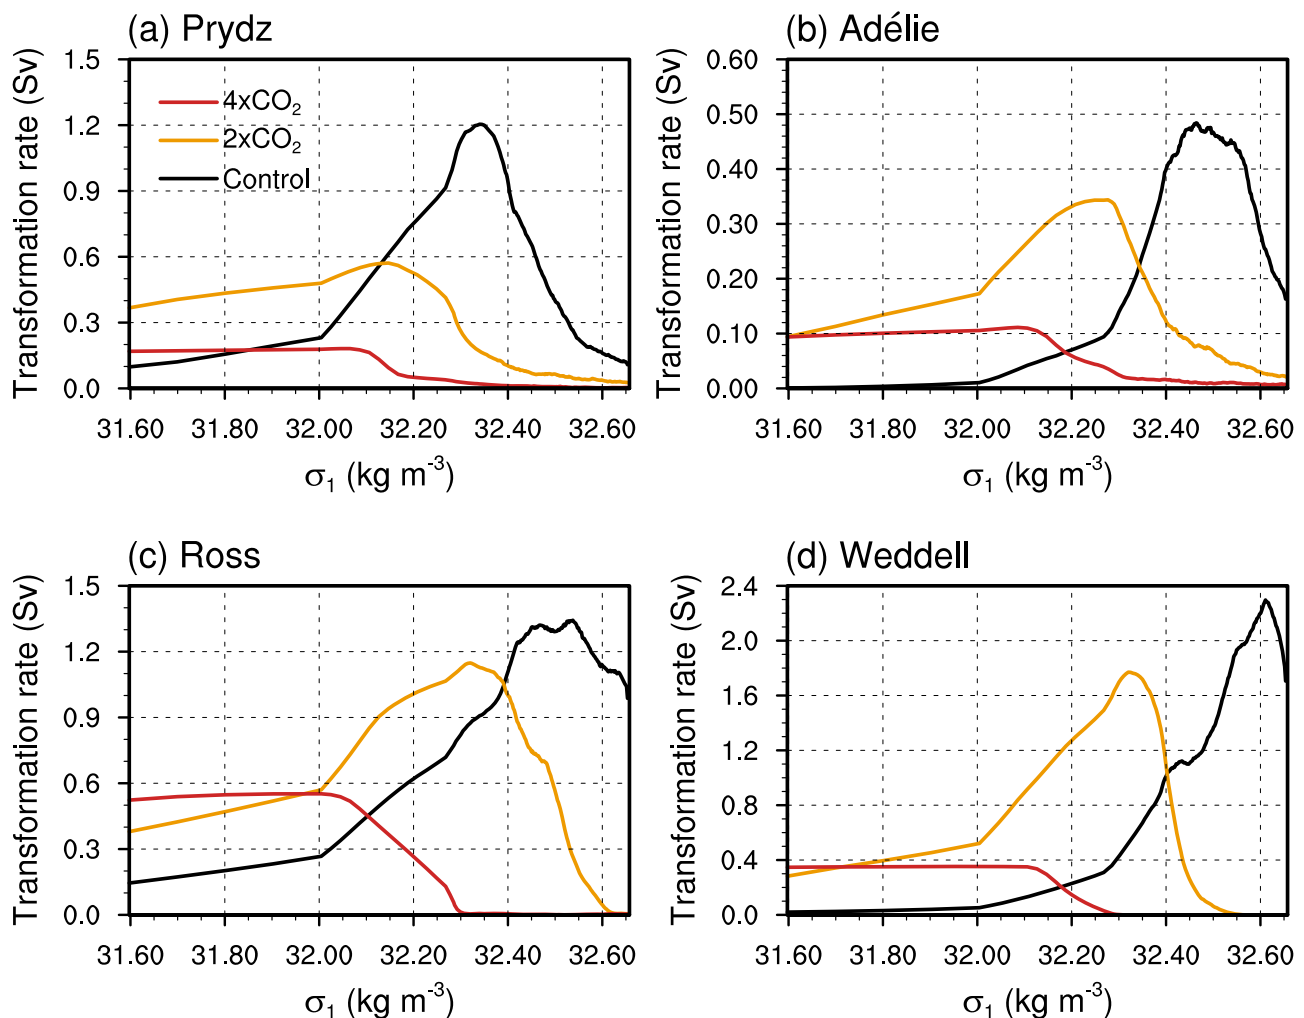 (a) Prydz
Transformation rate (Sv)
1.5
1.2
0.9
0.6
0.3
0.0
4xCO2
2xCO2
Control
31.60 31.80 32.00 32.20 32.40 32.60
σ1 (kg m-3)
(b) Adélie
Transformation rate (Sv)
0.60
0.50
0.40
0.30
0.20
0.10
0.00
31.60 31.80 32.00 32.20 32.40 32.60
σ1 (kg m-3)
(c) Ross
Transformation rate (Sv)
1.5
1.2
0.9
0.6
0.3
0.0
31.60 31.80 32.00 32.20 32.40 32.60
σ1 (kg m-3)
(d) Weddell
Transformation rate (Sv)
2.4
2.0
1.6
1.2
0.8
0.4
0.0
31.60 31.80 32.00 32.20 32.40 32.60
σ1 (kg m-3)